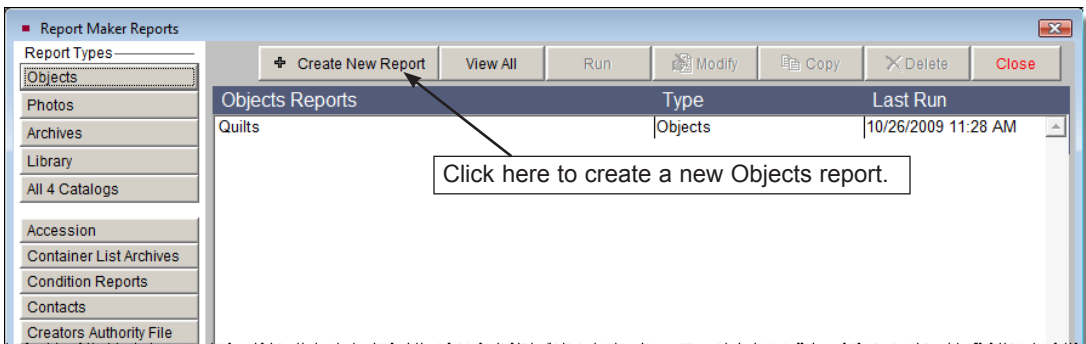 Report Maker Reports
Report Types
Objects
Photos
Archives
Library
All 4 Catalogs
Accession
Container List Archives
Condition Reports
Contacts
Creators Authority File
Create New Report View All Run Modify Copy Delete Close
Objects Reports Type Last Run
Quilts Objects 10/26/2009 11:28 AM
Click here to create a new Objects report.